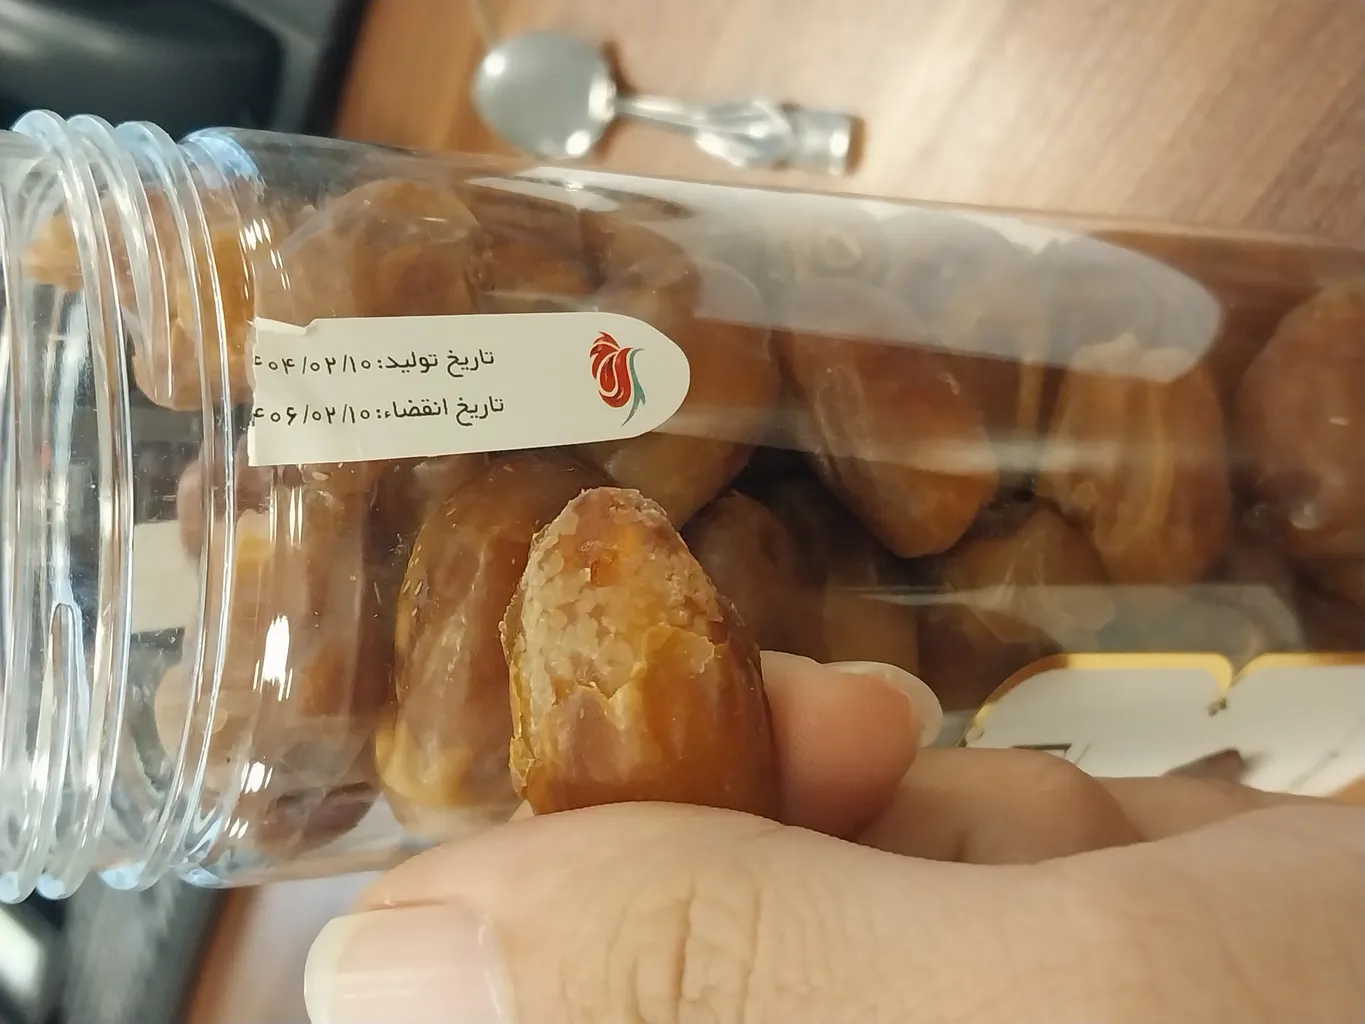 تاریخ تولید: ۴۰۴/۰۲/۱۰
تاریخ انقضاء: ۴۰۶/۰۲/۱۰